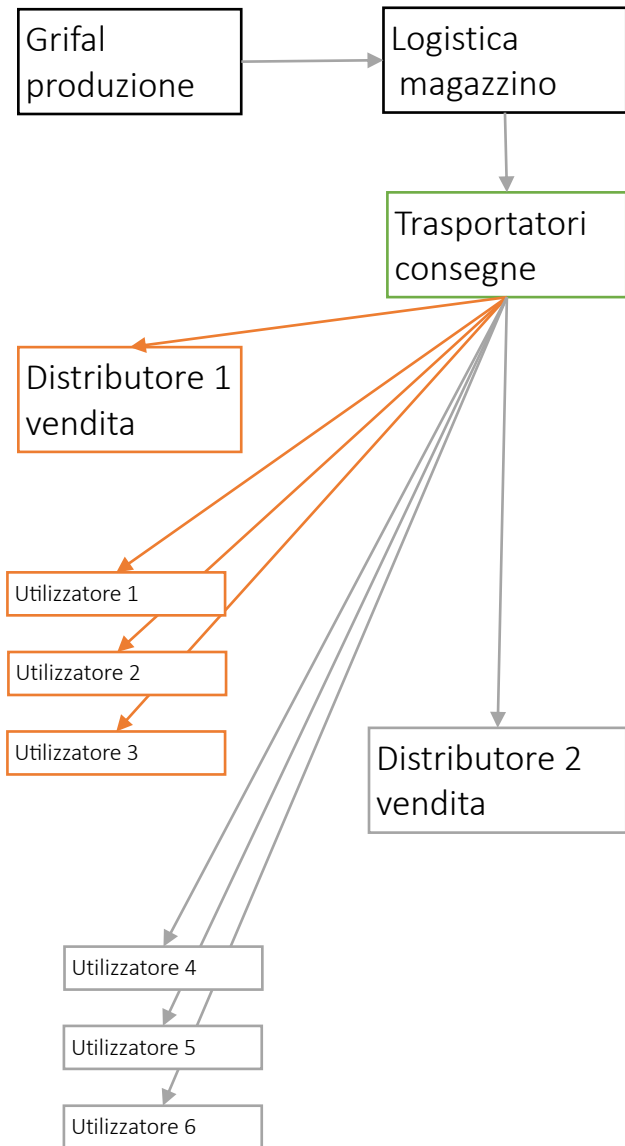 Grifal
produzione
Logistica
magazzino
Trasportatori
consegne
Distributore 1
vendita
Utilizzatore 1
Utilizzatore 2
Utilizzatore 3
Distributore 2
vendita
Utilizzatore 4
Utilizzatore 5
Utilizzatore 6